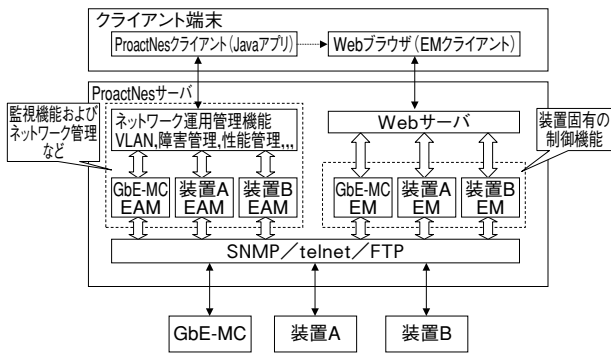 クライアント端末
ProactNesクライアント(Javaアプリ)
Webブラウザ(EMクライアント)
ProactNesサーバ
監視機能および
ネットワーク管理
など
ネットワーク運用管理機能
VLAN,障害管理,性能管理,,,
Webサーバ
装置固有の
制御機能
GbE-MC
EAM
装置A
EAM
装置B
EAM
GbE-MC
EM
装置A
EM
装置B
EM
SNMP／telnet／FTP
GbE-MC
装置A
装置B